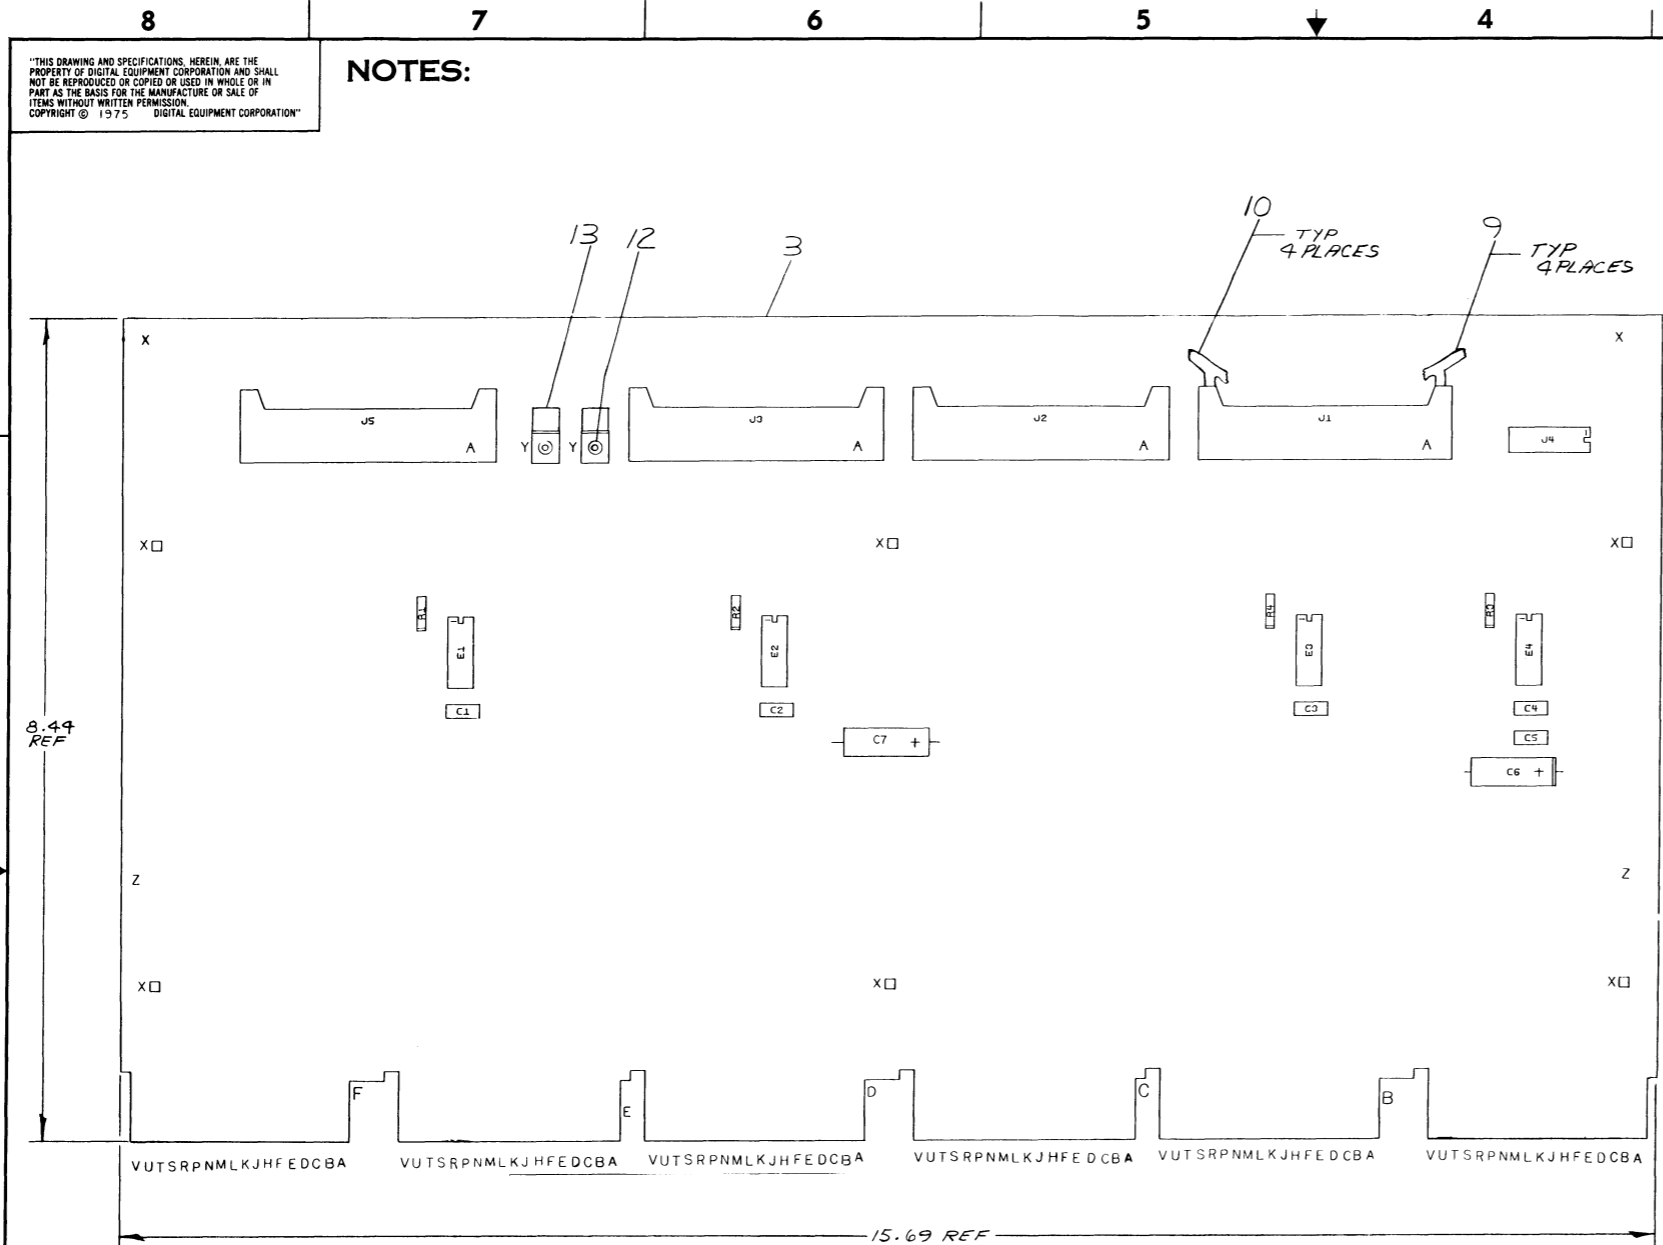 8 7 6 5 4
"THIS DRAWING AND SPECIFICATIONS, HEREIN, ARE THE
PROPERTY OF DIGITAL EQUIPMENT CORPORATION AND SHALL
NOT BE REPRODUCED OR COPIED OR USED IN WHOLE OR IN
PART AS THE BASIS FOR THE MANUFACTURE OR SALE OF
ITEMS WITHOUT WRITTEN PERMISSION.
COPYRIGHT © 1975 DIGITAL EQUIPMENT CORPORATION"
NOTES:
10
TYP
4 PLACES
9
TYP
4 PLACES
13 12 3
X X
J5 J3 J2 J1 J4
A Y Y A A A
X X X
R1 R2 R4 R3
E1 E2 E3 E4
C1 C2 C3 C4
C7 + C5
8.44
REF
C6 +
Z Z
X X X
F E D C B
VUTSRPNMLKJHFEDCBA VUTSRPNMLKJHFEDCBA VUTSRPNMLKJHFEDCBA VUTSRPNMLKJHFEDCBA VUTSRPNMLKJHFEDCBA VUTSRPNMLKJHFEDCBA
15.69 REF